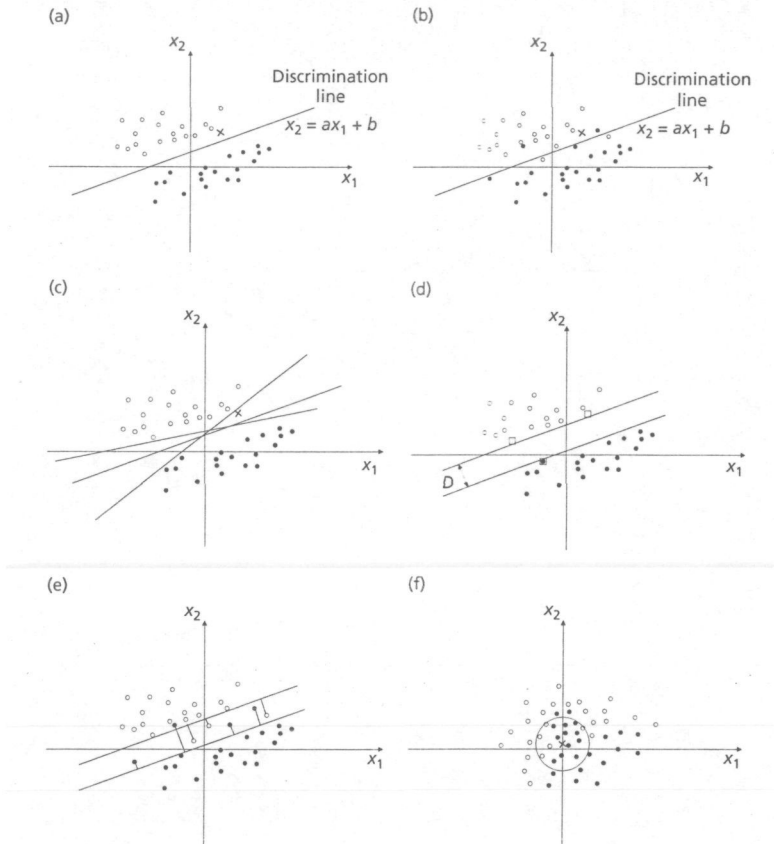 (a)
x₂
Discrimination
line
x₂ = ax₁ + b
x₁
(b)
x₂
Discrimination
line
x₂ = ax₁ + b
x₁
(c)
x₂
x₁
(d)
x₂
x₁
D
(e)
x₂
x₁
(f)
x₂
x₁